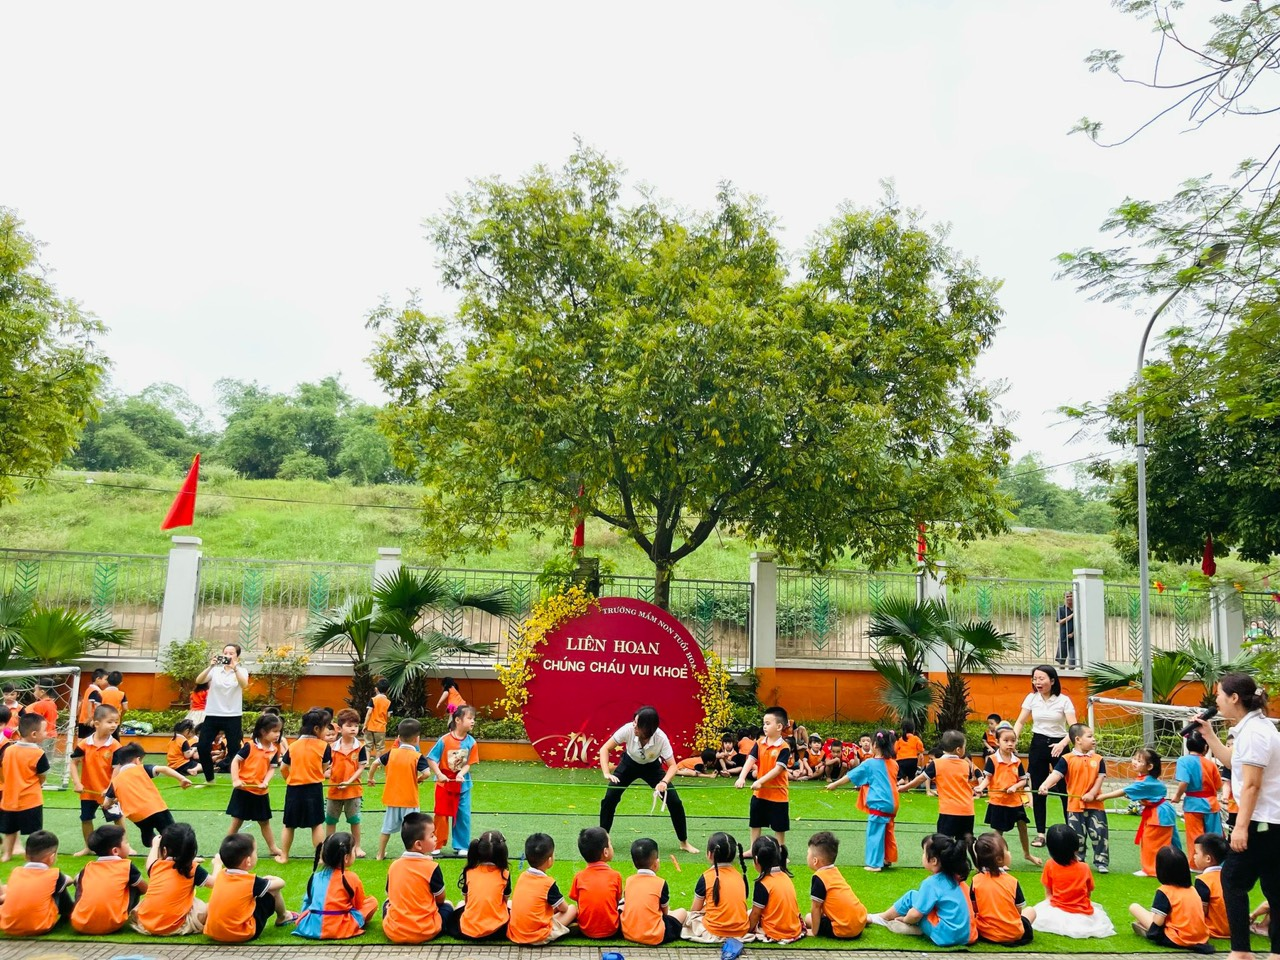 TRƯỜNG MẦM NON TUỔI HOA
LIÊN HOAN
CHÚNG CHÁU VUI KHOẺ